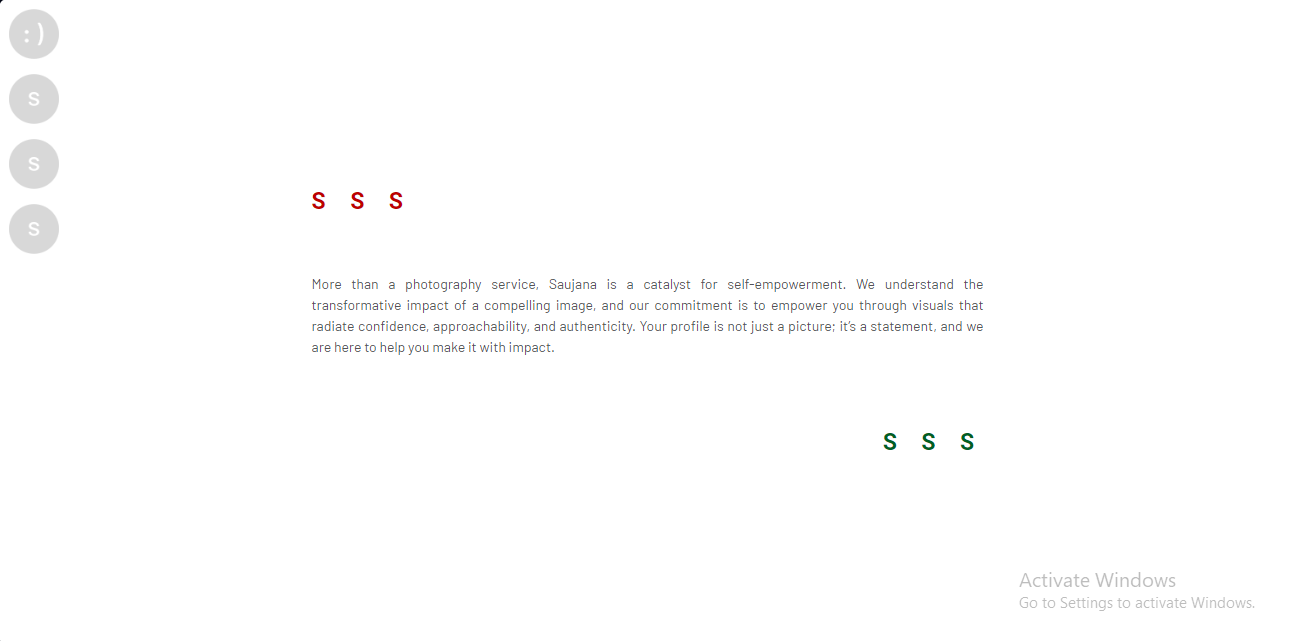 : )
S
S
S
S S S
More than a photography service, Saujana is a catalyst for self-empowerment. We understand the
transformative impact of a compelling image, and our commitment is to empower you through visuals that
radiate confidence, approachability, and authenticity. Your profile is not just a picture; it’s a statement, and we
are here to help you make it with impact.
S S S
Activate Windows
Go to Settings to activate Windows.